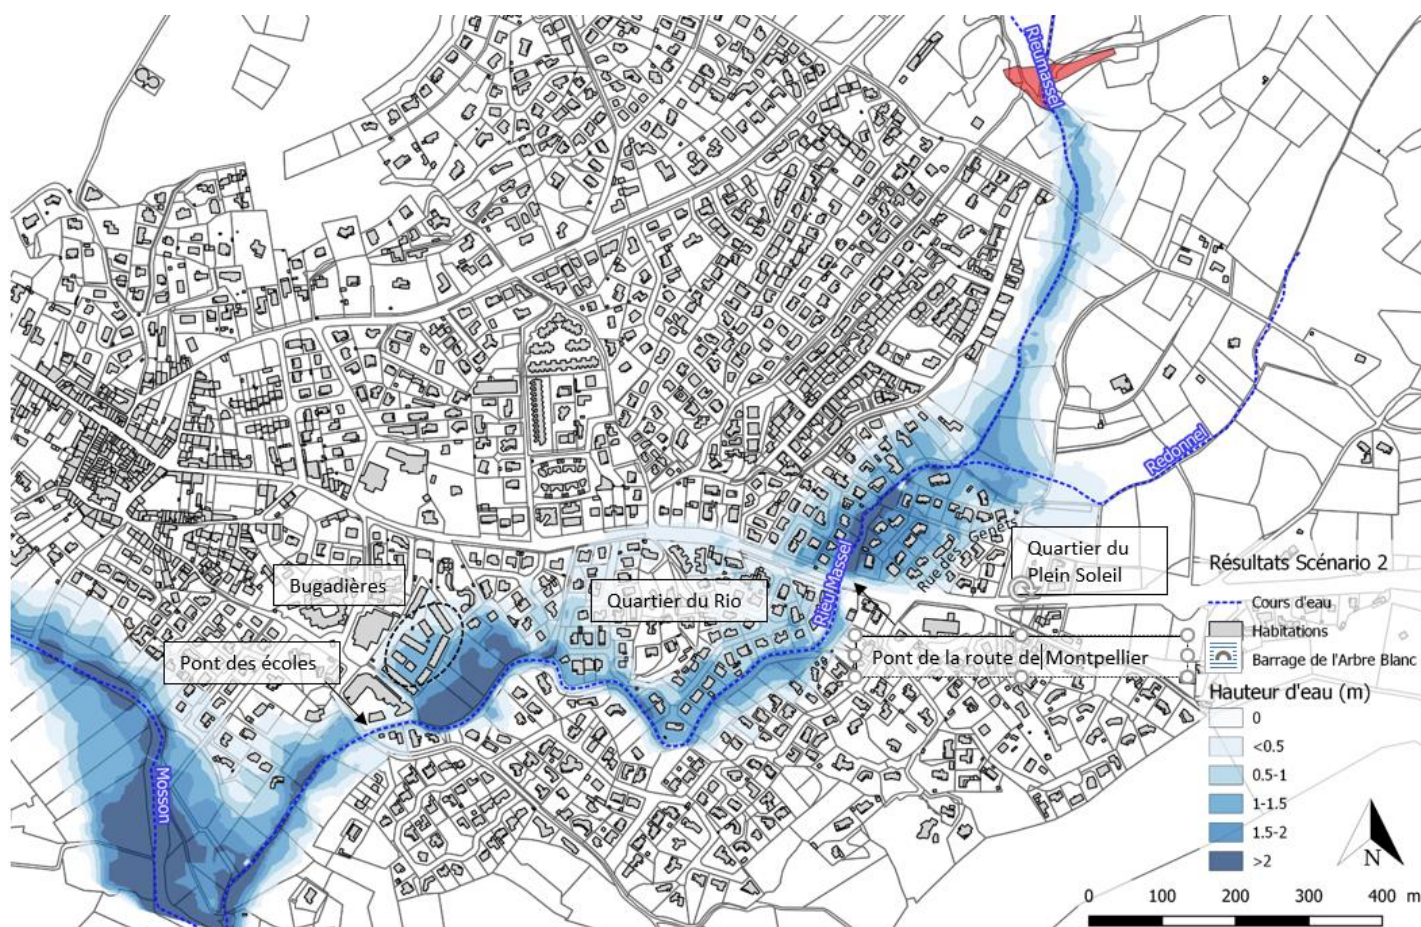 Rieumassel
Redonnel
Rue des Genêts
Quartier du
Plein Soleil
Bugadières
Quartier du Rio
Rieu Massel
Pont des écoles
Pont de la route de Montpellier
Mosson
Résultats Scénario 2
Cours d'eau
Habitations
Barrage de l'Arbre Blanc
Hauteur d'eau (m)
0
<0.5
0.5-1
1-1.5
1.5-2
>2
N
0 100 200 300 400 m